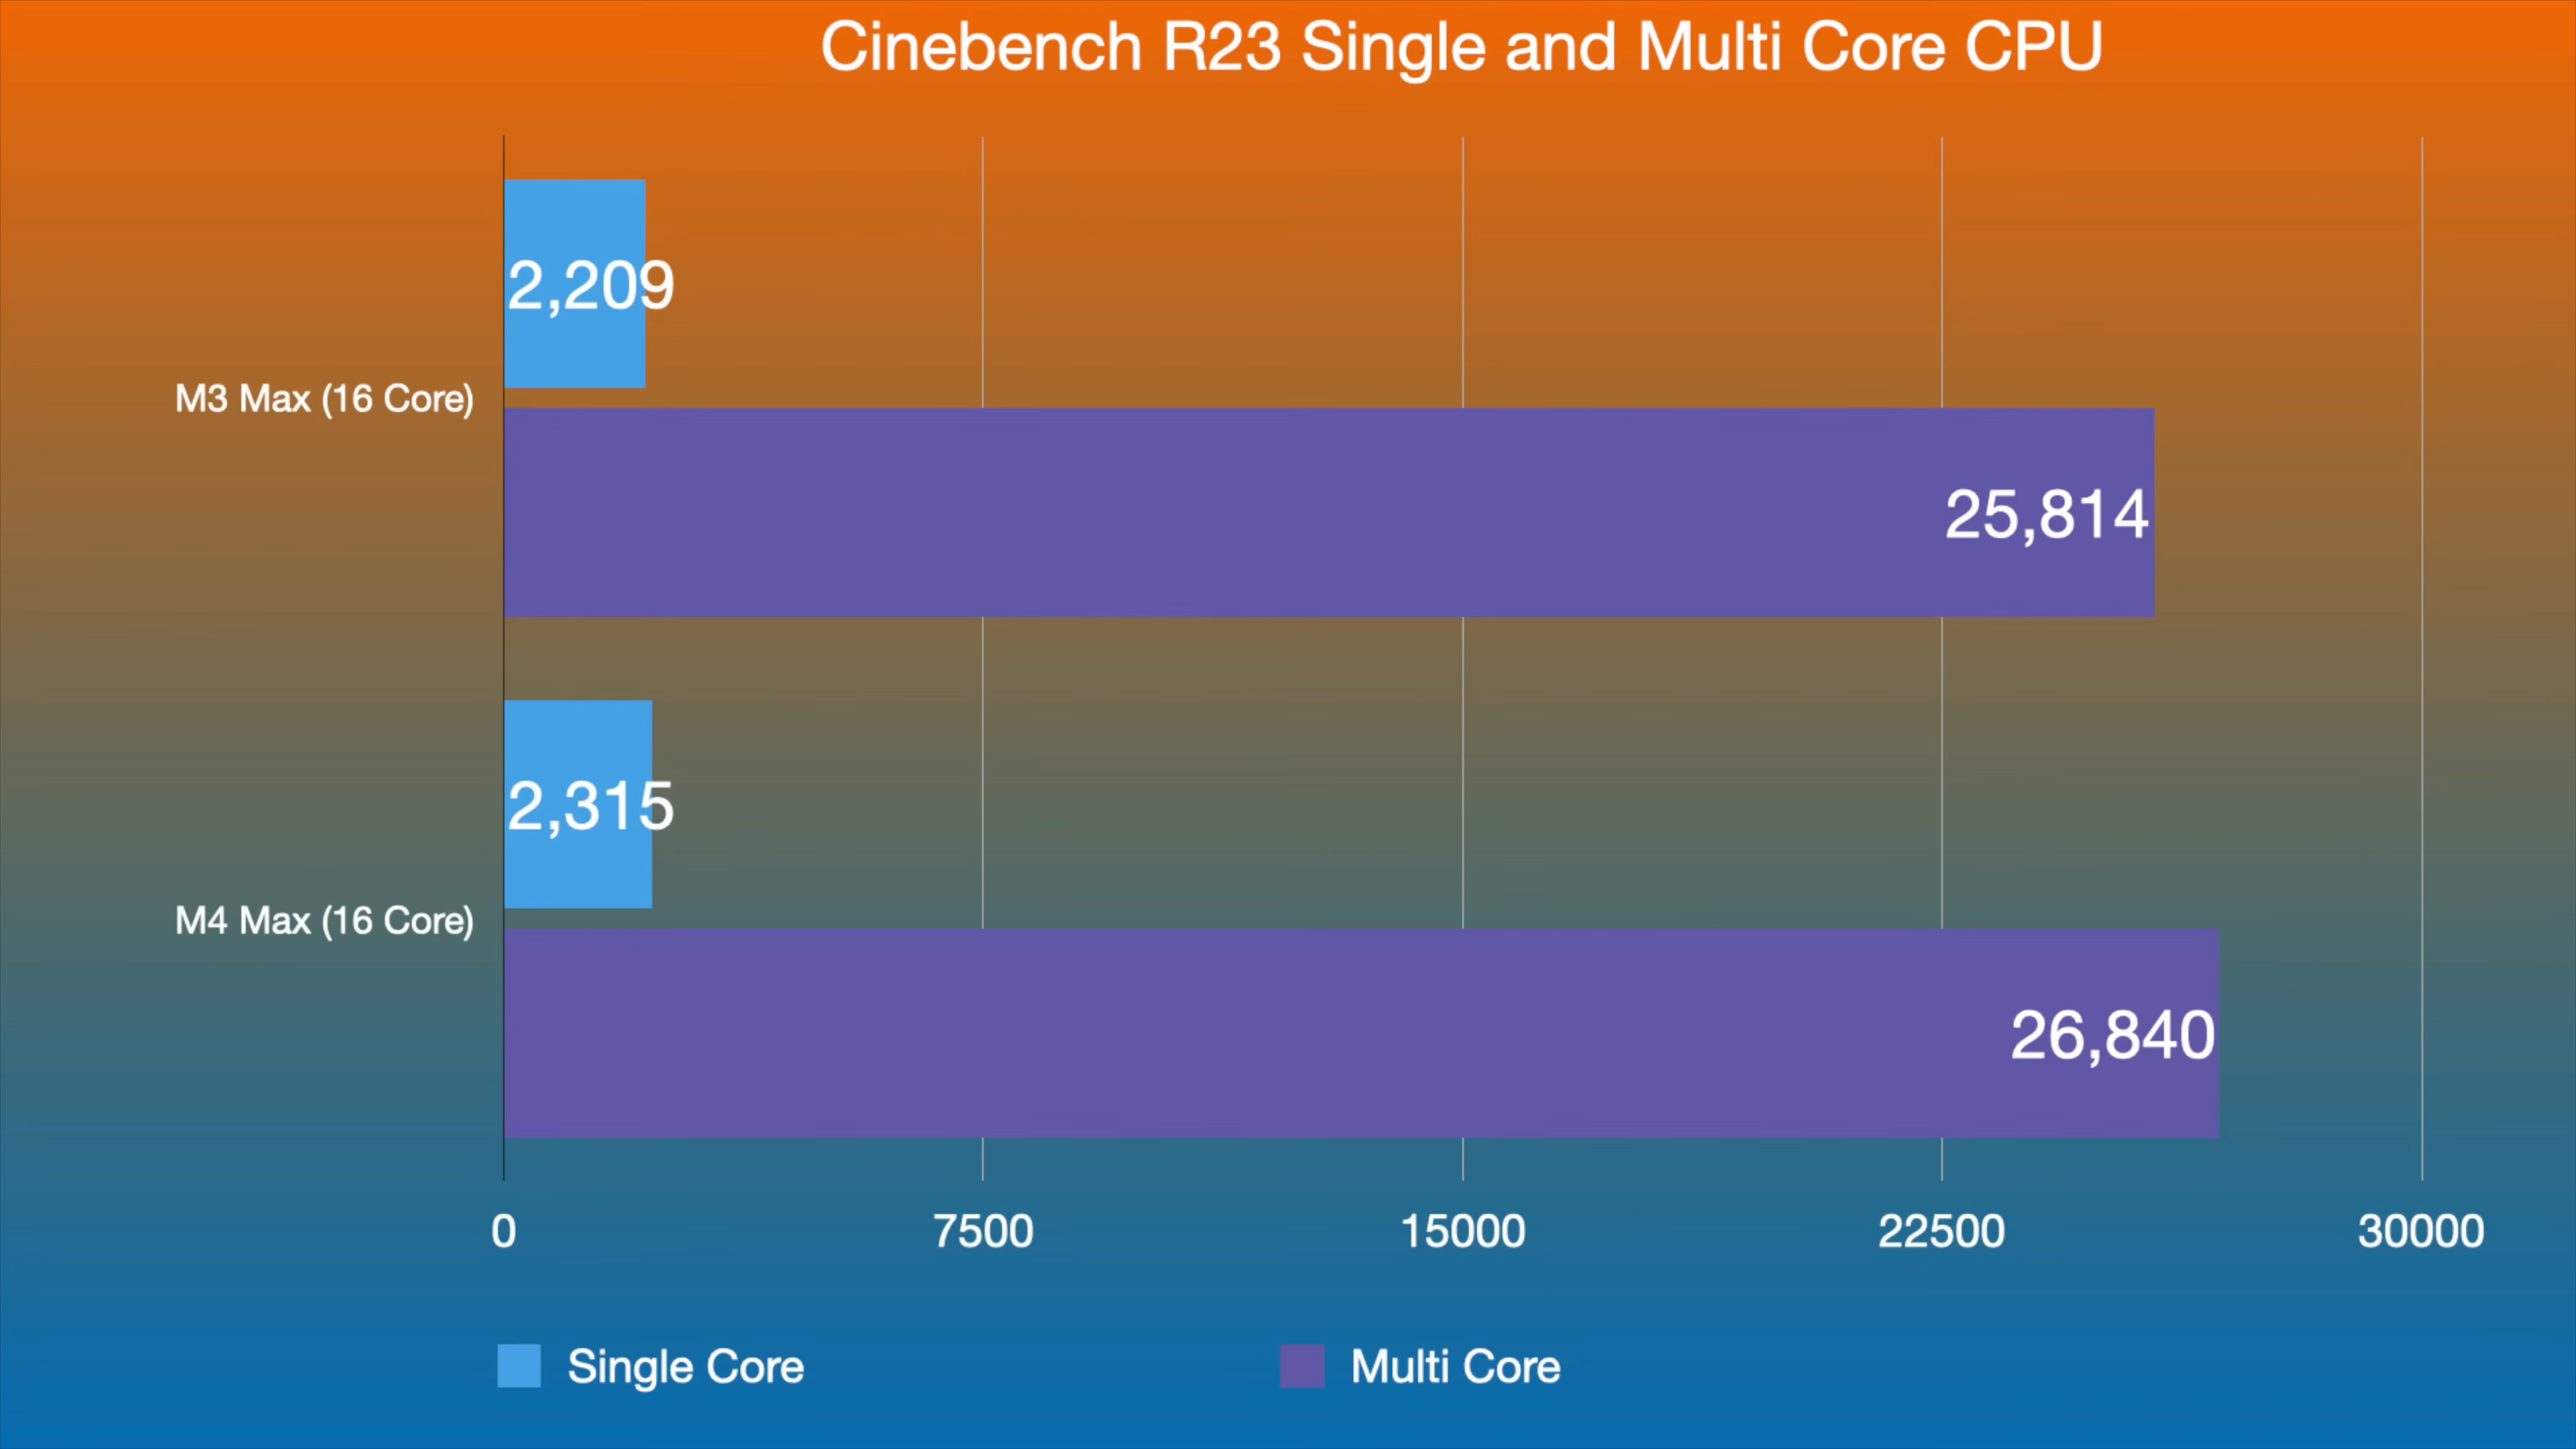 Cinebench R23 Single and Multi Core CPU
2,209
M3 Max (16 Core)
25,814
2,315
M4 Max (16 Core)
26,840
0 7500 15000 22500 30000
Single Core Multi Core